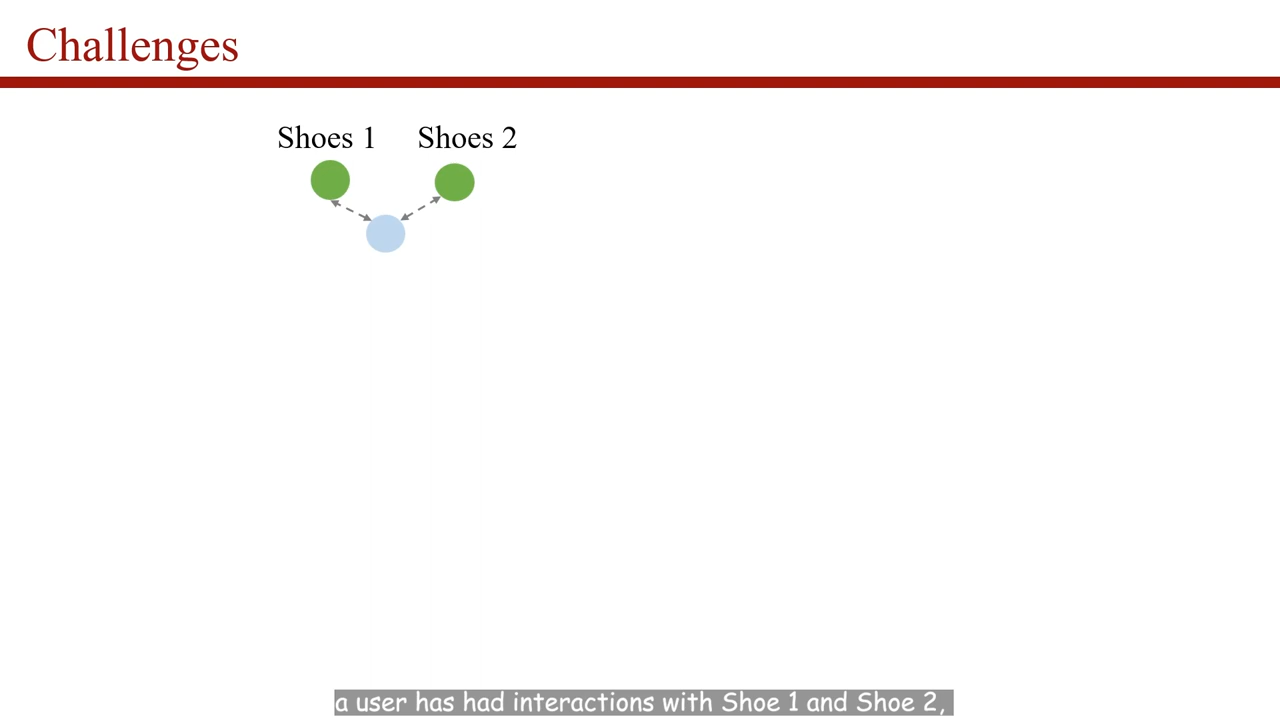 Challenges
Shoes 1 Shoes 2
a user has had interactions with Shoe 1 and Shoe 2,